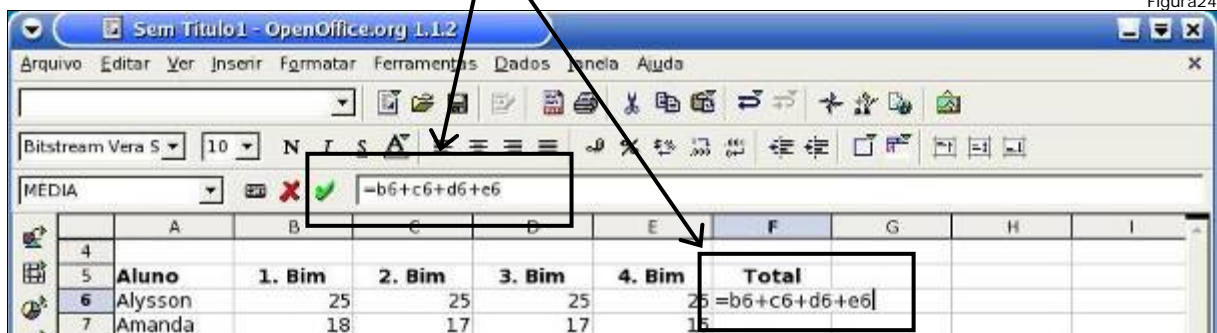 Figura24
Sem Titulo1 - OpenOffice.org 1.1.2
Arquivo Editar Ver Inserir Formatar Ferramentas Dados Janela Ajuda
Bitstream Vera S 10 N I S A
MÉDIA =b6+c6+d6+e6
A B C D E F G H I
4
5 Aluno 1. Bim 2. Bim 3. Bim 4. Bim Total
6 Alysson 25 25 25 25 =b6+c6+d6+e6
7 Amanda 18 17 17 15